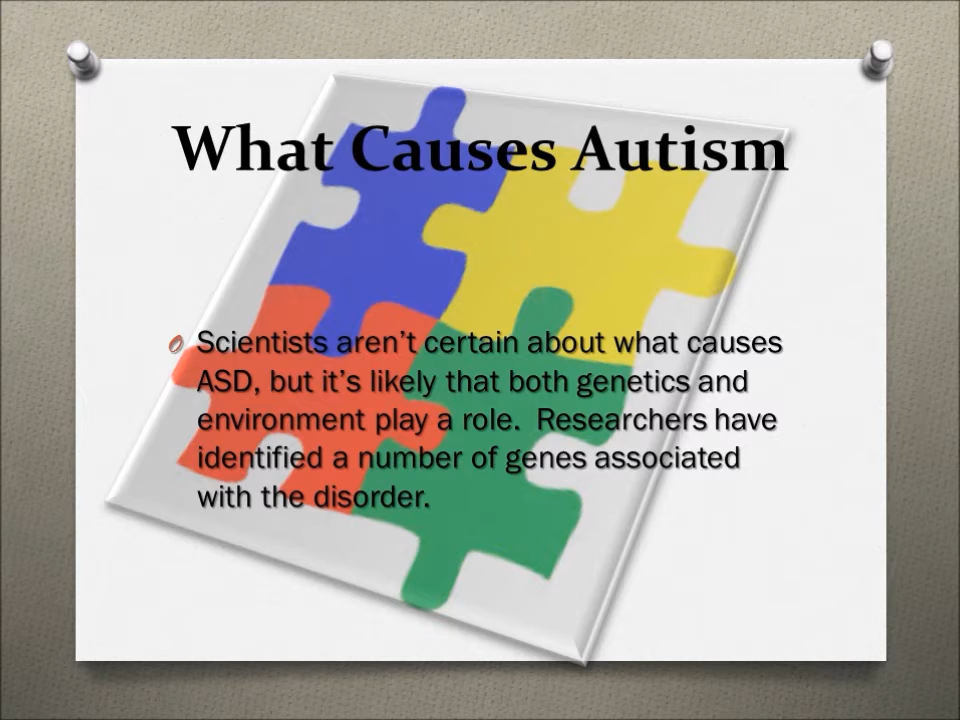 What Causes Autism
Scientists aren’t certain about what causes
ASD, but it’s likely that both genetics and
environment play a role.  Researchers have
identified a number of genes associated
with the disorder.